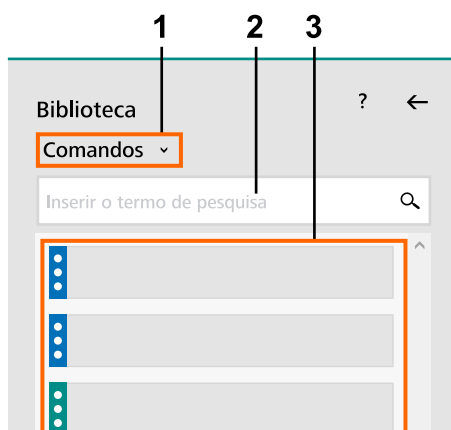 1 2 3
Biblioteca ? ←
Comandos
Inserir o termo de pesquisa